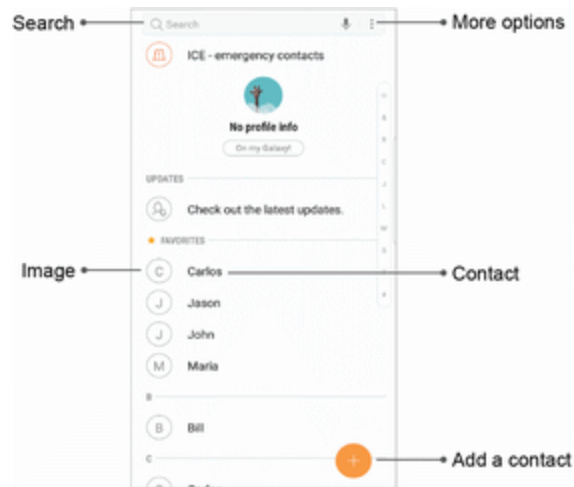 Search
Search
More options
ICE - emergency contacts
No profile info
On my Galaxy!
UPDATES
Check out the latest updates.
FAVORITES
Image
C
Carlos
Contact
J
Jason
J
John
M
Maria
B
B
Bill
C
Add a contact